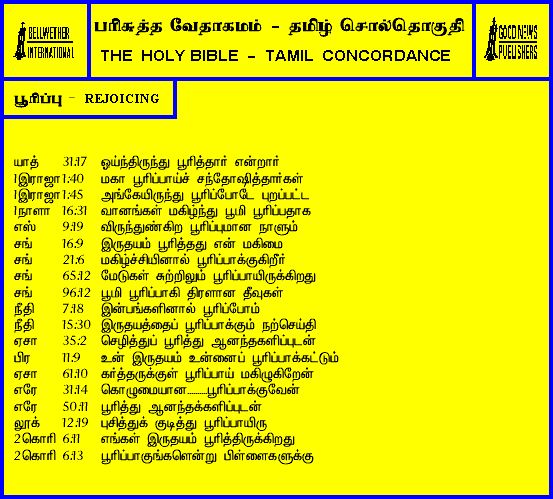 BELLWETHER INTERNATIONAL
பரிசுத்த வேதாகமம் - தமிழ் சொல்தொகுதி
THE HOLY BIBLE - TAMIL CONCORDANCE
GOOD NEWS PUBLISHERS
பூரிப்பு - REJOICING
யாத் 31:17 ஓய்ந்திருந்து பூரித்தார் என்றார்
1இராஜா 1:40 மகா பூரிப்பாய்ச் சந்தோஷித்தார்கள்
1இராஜா 1:45 அங்கேயிருந்து பூரிப்போடே புறப்பட்ட
1நாளா 16:31 வானங்கள் மகிழ்ந்து பூமி பூரிப்பதாக
எஸ் 9:19 விருந்துண்கிற பூரிப்புமான நாளும்
சங் 16:9 இருதயம் பூரித்தது என் மகிமை
சங் 21:6 மகிழ்ச்சியினால் பூரிப்பாக்குகிறீர்
சங் 65:12 மேடுகள் சுற்றிலும் பூரிப்பாயிருக்கிறது
சங் 96:12 பூமி பூரிப்பாகி திரளான தீவுகள்
நீதி 7:18 இன்பங்களினால் பூரிப்போம்
நீதி 15:30 இருதயத்தைப் பூரிப்பாக்கும் நற்செய்தி
ஏசா 35:2 செழித்துப் பூரித்து ஆனந்தகளிப்புடன்
பிர 11:9 உன் இருதயம் உன்னைப் பூரிப்பாக்கட்டும்
ஏசா 61:10 கர்த்தருக்குள் பூரிப்பாய் மகிழுகிறேன்
எரே 31:14 கொழுமையான.........பூரிப்பாக்குவேன்
எரே 50:11 பூரித்து ஆனந்தக்களிப்புடன்
லூக் 12:19 புசித்துக் குடித்து பூரிப்பாயிரு
2கொரி 6:11 எங்கள் இருதயம் பூரித்திருக்கிறது
2கொரி 6:13 பூரிப்பாகுங்களென்று பிள்ளைகளுக்கு